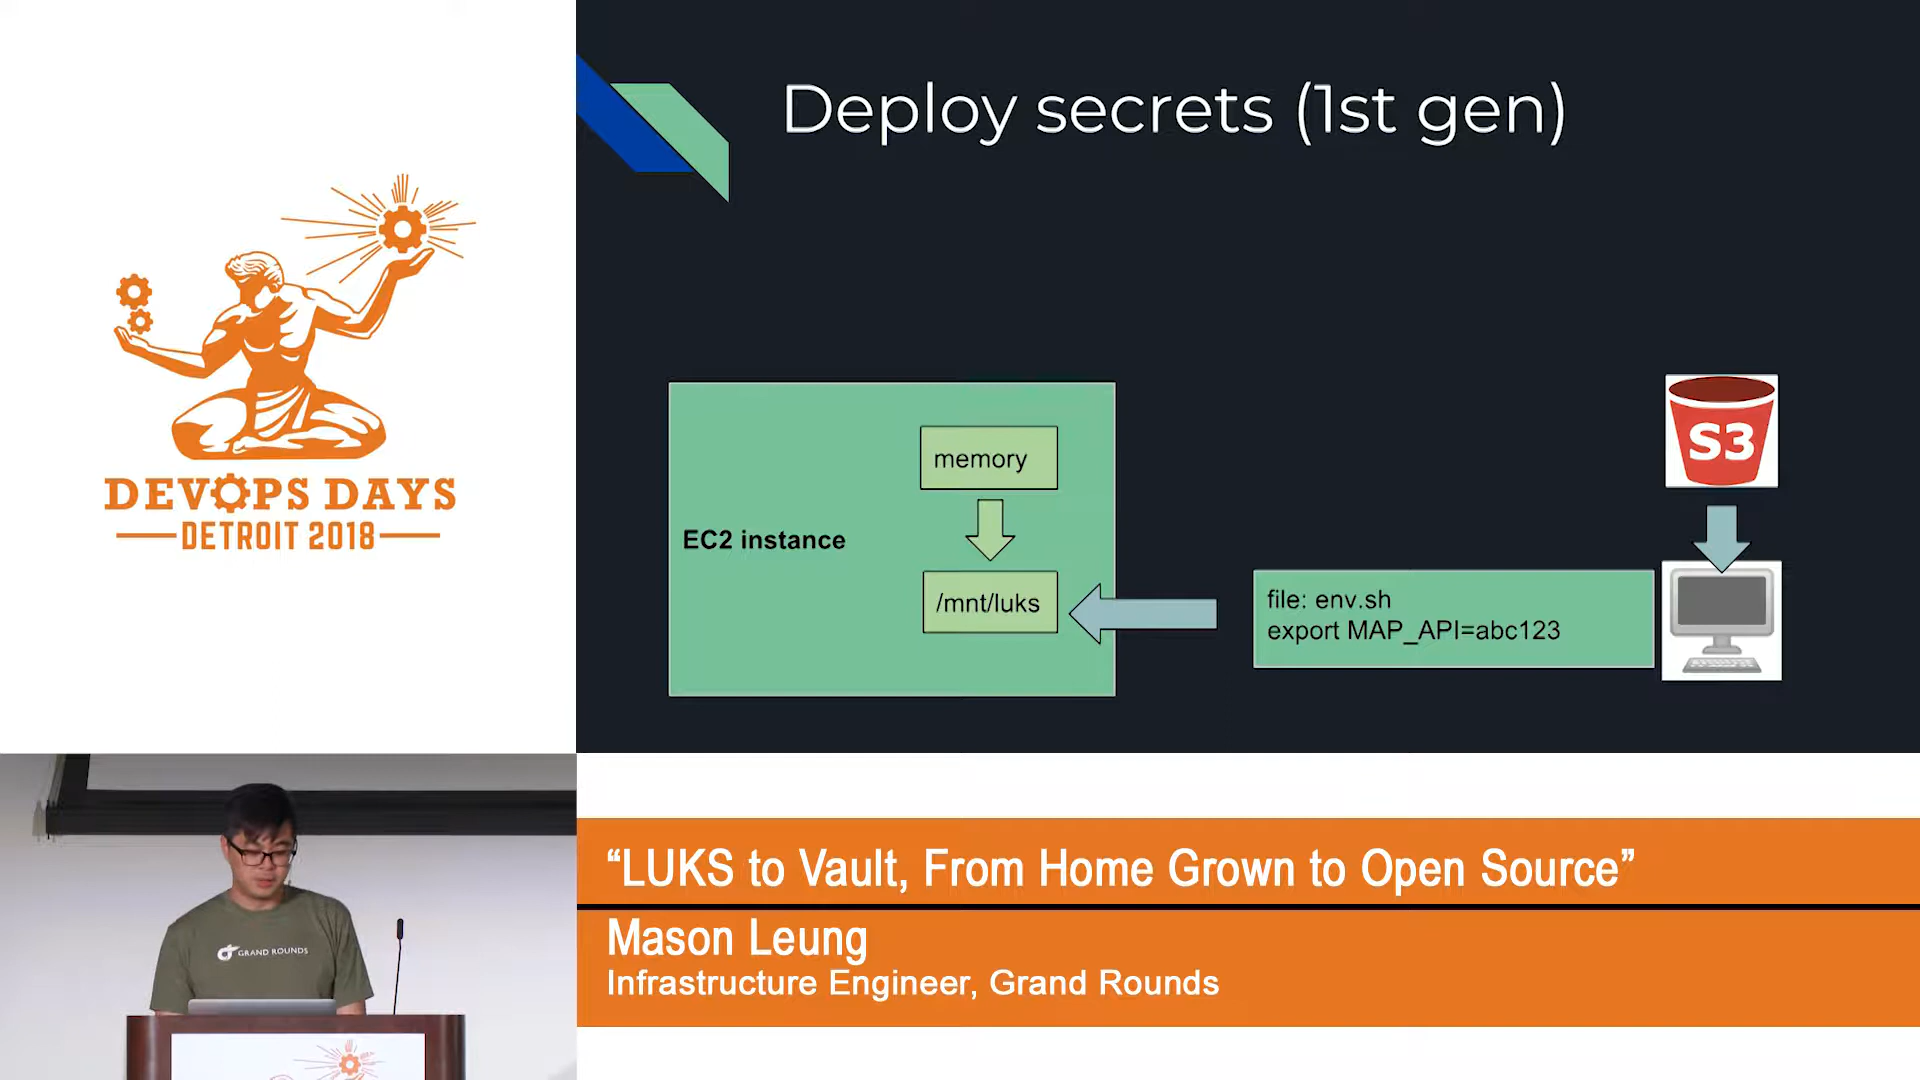 Deploy secrets (1st gen)
memory
EC2 instance
/mnt/luks
file: env.sh
export MAP_API=abc123
S3
DEVOPS DAYS
DETROIT 2018
GRAND ROUNDS
“LUKS to Vault, From Home Grown to Open Source”
Mason Leung
Infrastructure Engineer, Grand Rounds